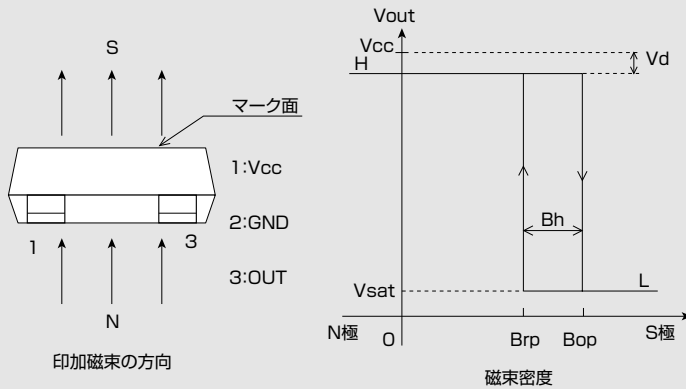 S
マーク面
1:Vcc
2:GND
3:OUT
1
3
N
印加磁束の方向
Vout
Vcc
H
Vd
Bh
Vsat
L
N極
0
Brp
Bop
S極
磁束密度